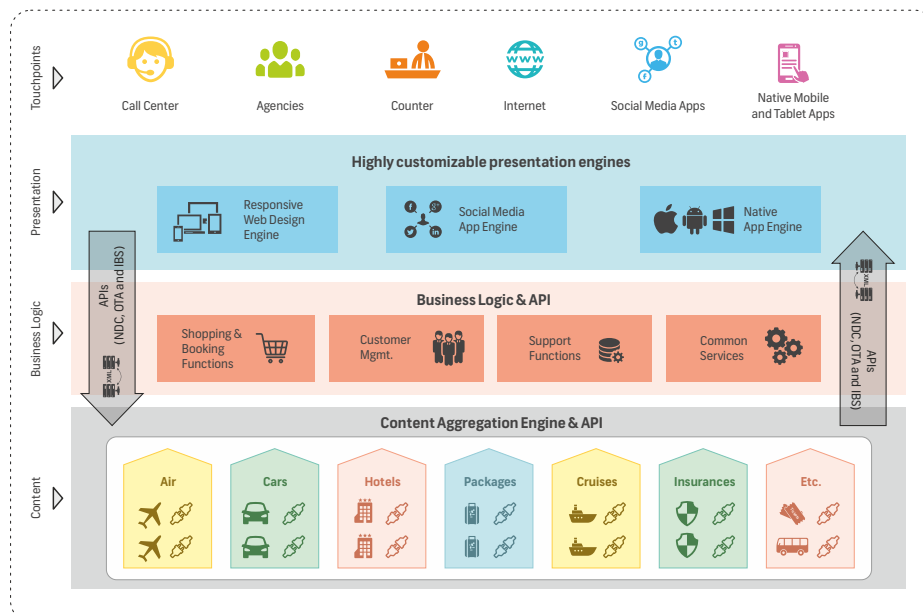 Touchpoints
Call Center
Agencies
Counter
www
Internet
g
t
f
Social Media Apps
Native Mobile
and Tablet Apps
Presentation
Highly customizable presentation engines
Responsive
Web Design
Engine
Social Media
App Engine
Native
App Engine
APIs
(NDC, OTA and IBS)
XML
XML
APIs
(NDC, OTA and IBS)
Business Logic
Business Logic & API
Shopping &
Booking
Functions
Customer
Mgmt.
Support
Functions
Common
Services
Content
Content Aggregation Engine & API
Air
Cars
Hotels
Packages
Cruises
Insurances
Etc.